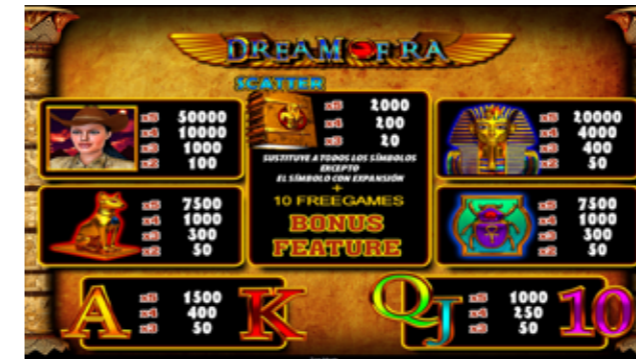 DREAM OF RA
SCATTER
x5 50000
x4 10000
x3 1000
x2 100
x5 2000
x4 200
x3 20
SUSTITUYE A TODOS LOS SÍMBOLOS
EXCEPTO
EL SÍMBOLO CON EXPANSIÓN
+
10 FREEGAMES
BONUS
FEATURE
x5 20000
x4 4000
x3 400
x2 50
x5 7500
x4 1000
x3 300
x2 50
x5 7500
x4 1000
x3 300
x2 50
A
x5 1500
x4 400
x3 50
K
Q
J
x5 1000
x4 250
x3 50
10